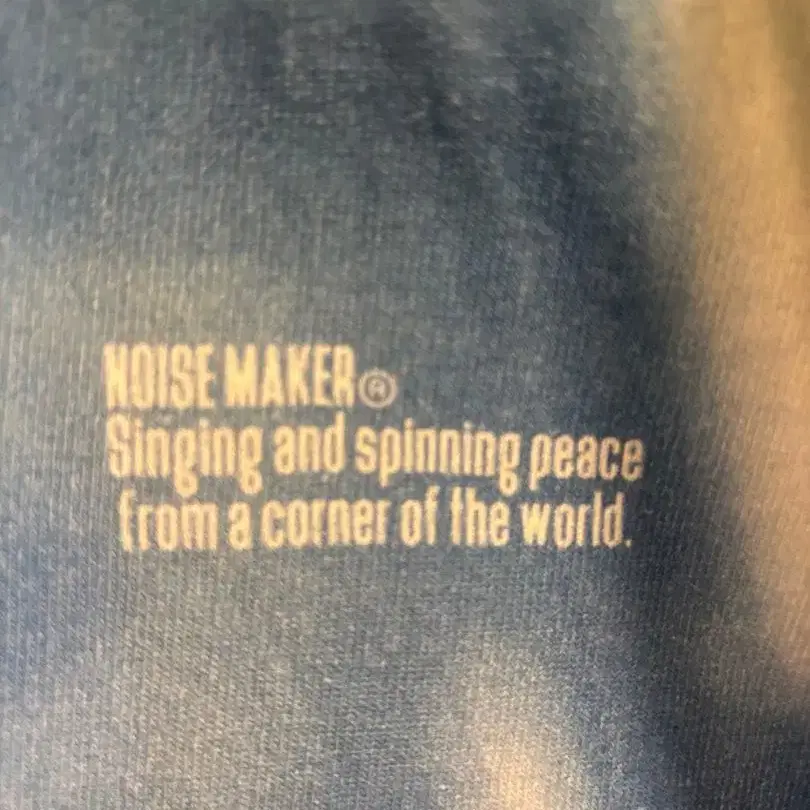 NOISE MAKER®
Singing and spinning peace
from a corner of the world.